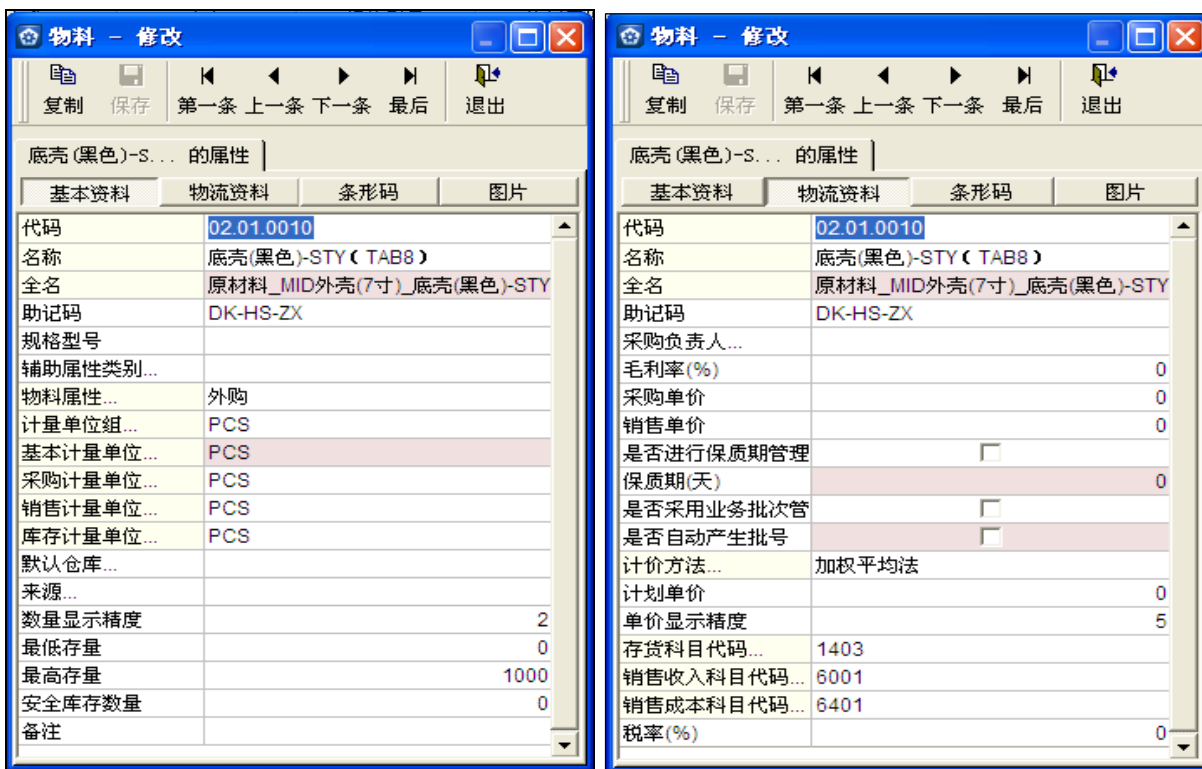 物料 - 修改
复制 保存 第一条 上一条 下一条 最后 退出
底壳(黑色)-S... 的属性
基本资料 物流资料 条形码 图片
代码 02.01.0010
名称 底壳(黑色)-STY(TAB8)
全名 原材料_MID外壳(7寸)_底壳(黑色)-STY
助记码 DK-HS-ZX
规格型号
辅助属性类别...
物料属性... 外购
计量单位组... PCS
基本计量单位... PCS
采购计量单位... PCS
销售计量单位... PCS
库存计量单位... PCS
默认仓库...
来源...
数量显示精度 2
最低存量 0
最高存量 1000
安全库存数量 0
备注
物料 - 修改
复制 保存 第一条 上一条 下一条 最后 退出
底壳(黑色)-S... 的属性
基本资料 物流资料 条形码 图片
代码 02.01.0010
名称 底壳(黑色)-STY(TAB8)
全名 原材料_MID外壳(7寸)_底壳(黑色)-STY
助记码 DK-HS-ZX
采购负责人...
毛利率(%) 0
采购单价 0
销售单价 0
是否进行保质期管理
保质期(天) 0
是否采用业务批次管
是否自动产生批号
计价方法... 加权平均法
计划单价 0
单价显示精度 5
存货科目代码... 1403
销售收入科目代码... 6001
销售成本科目代码... 6401
税率(%) 0